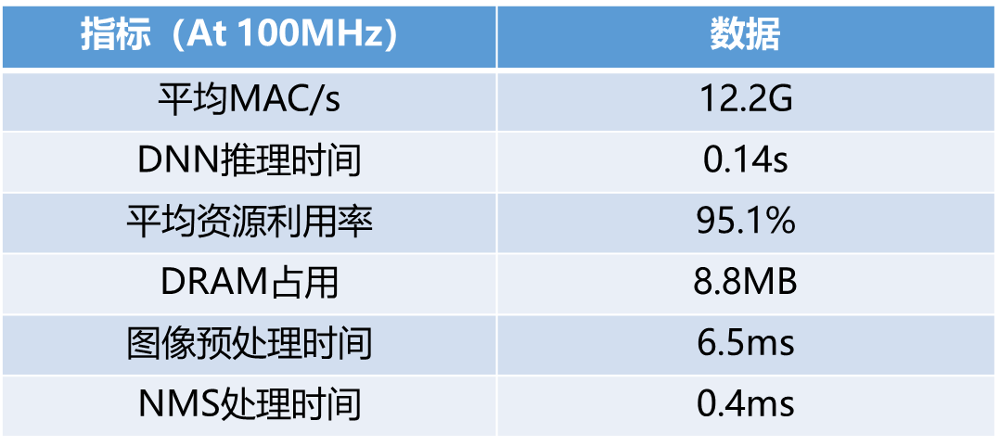 指标（At 100MHz） 数据
平均MAC/s 12.2G
DNN推理时间 0.14s
平均资源利用率 95.1%
DRAM占用 8.8MB
图像预处理时间 6.5ms
NMS处理时间 0.4ms